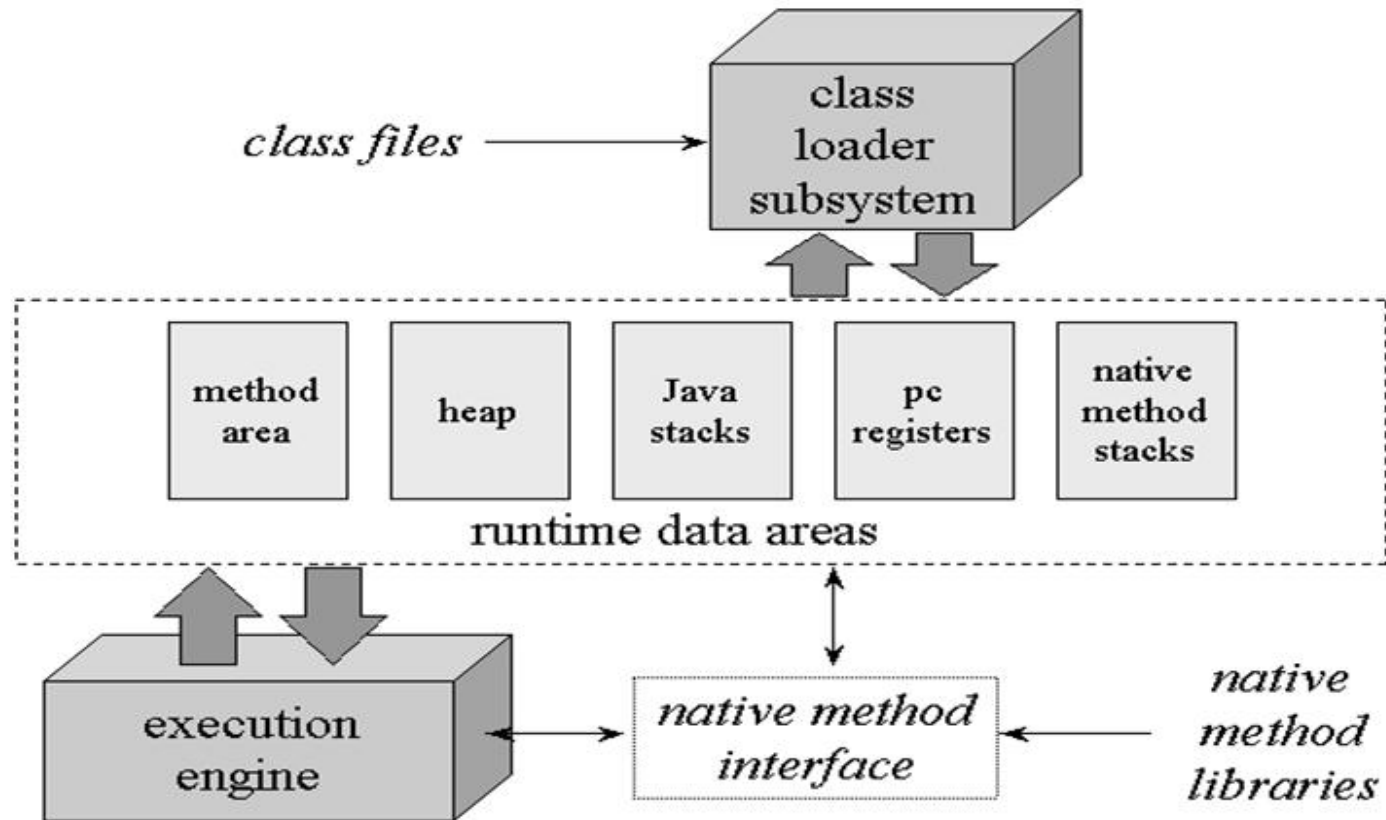 class
loader
subsystem
class files
method
area
heap
Java
stacks
pc
registers
native
method
stacks
runtime data areas
execution
engine
native method
interface
native
method
libraries